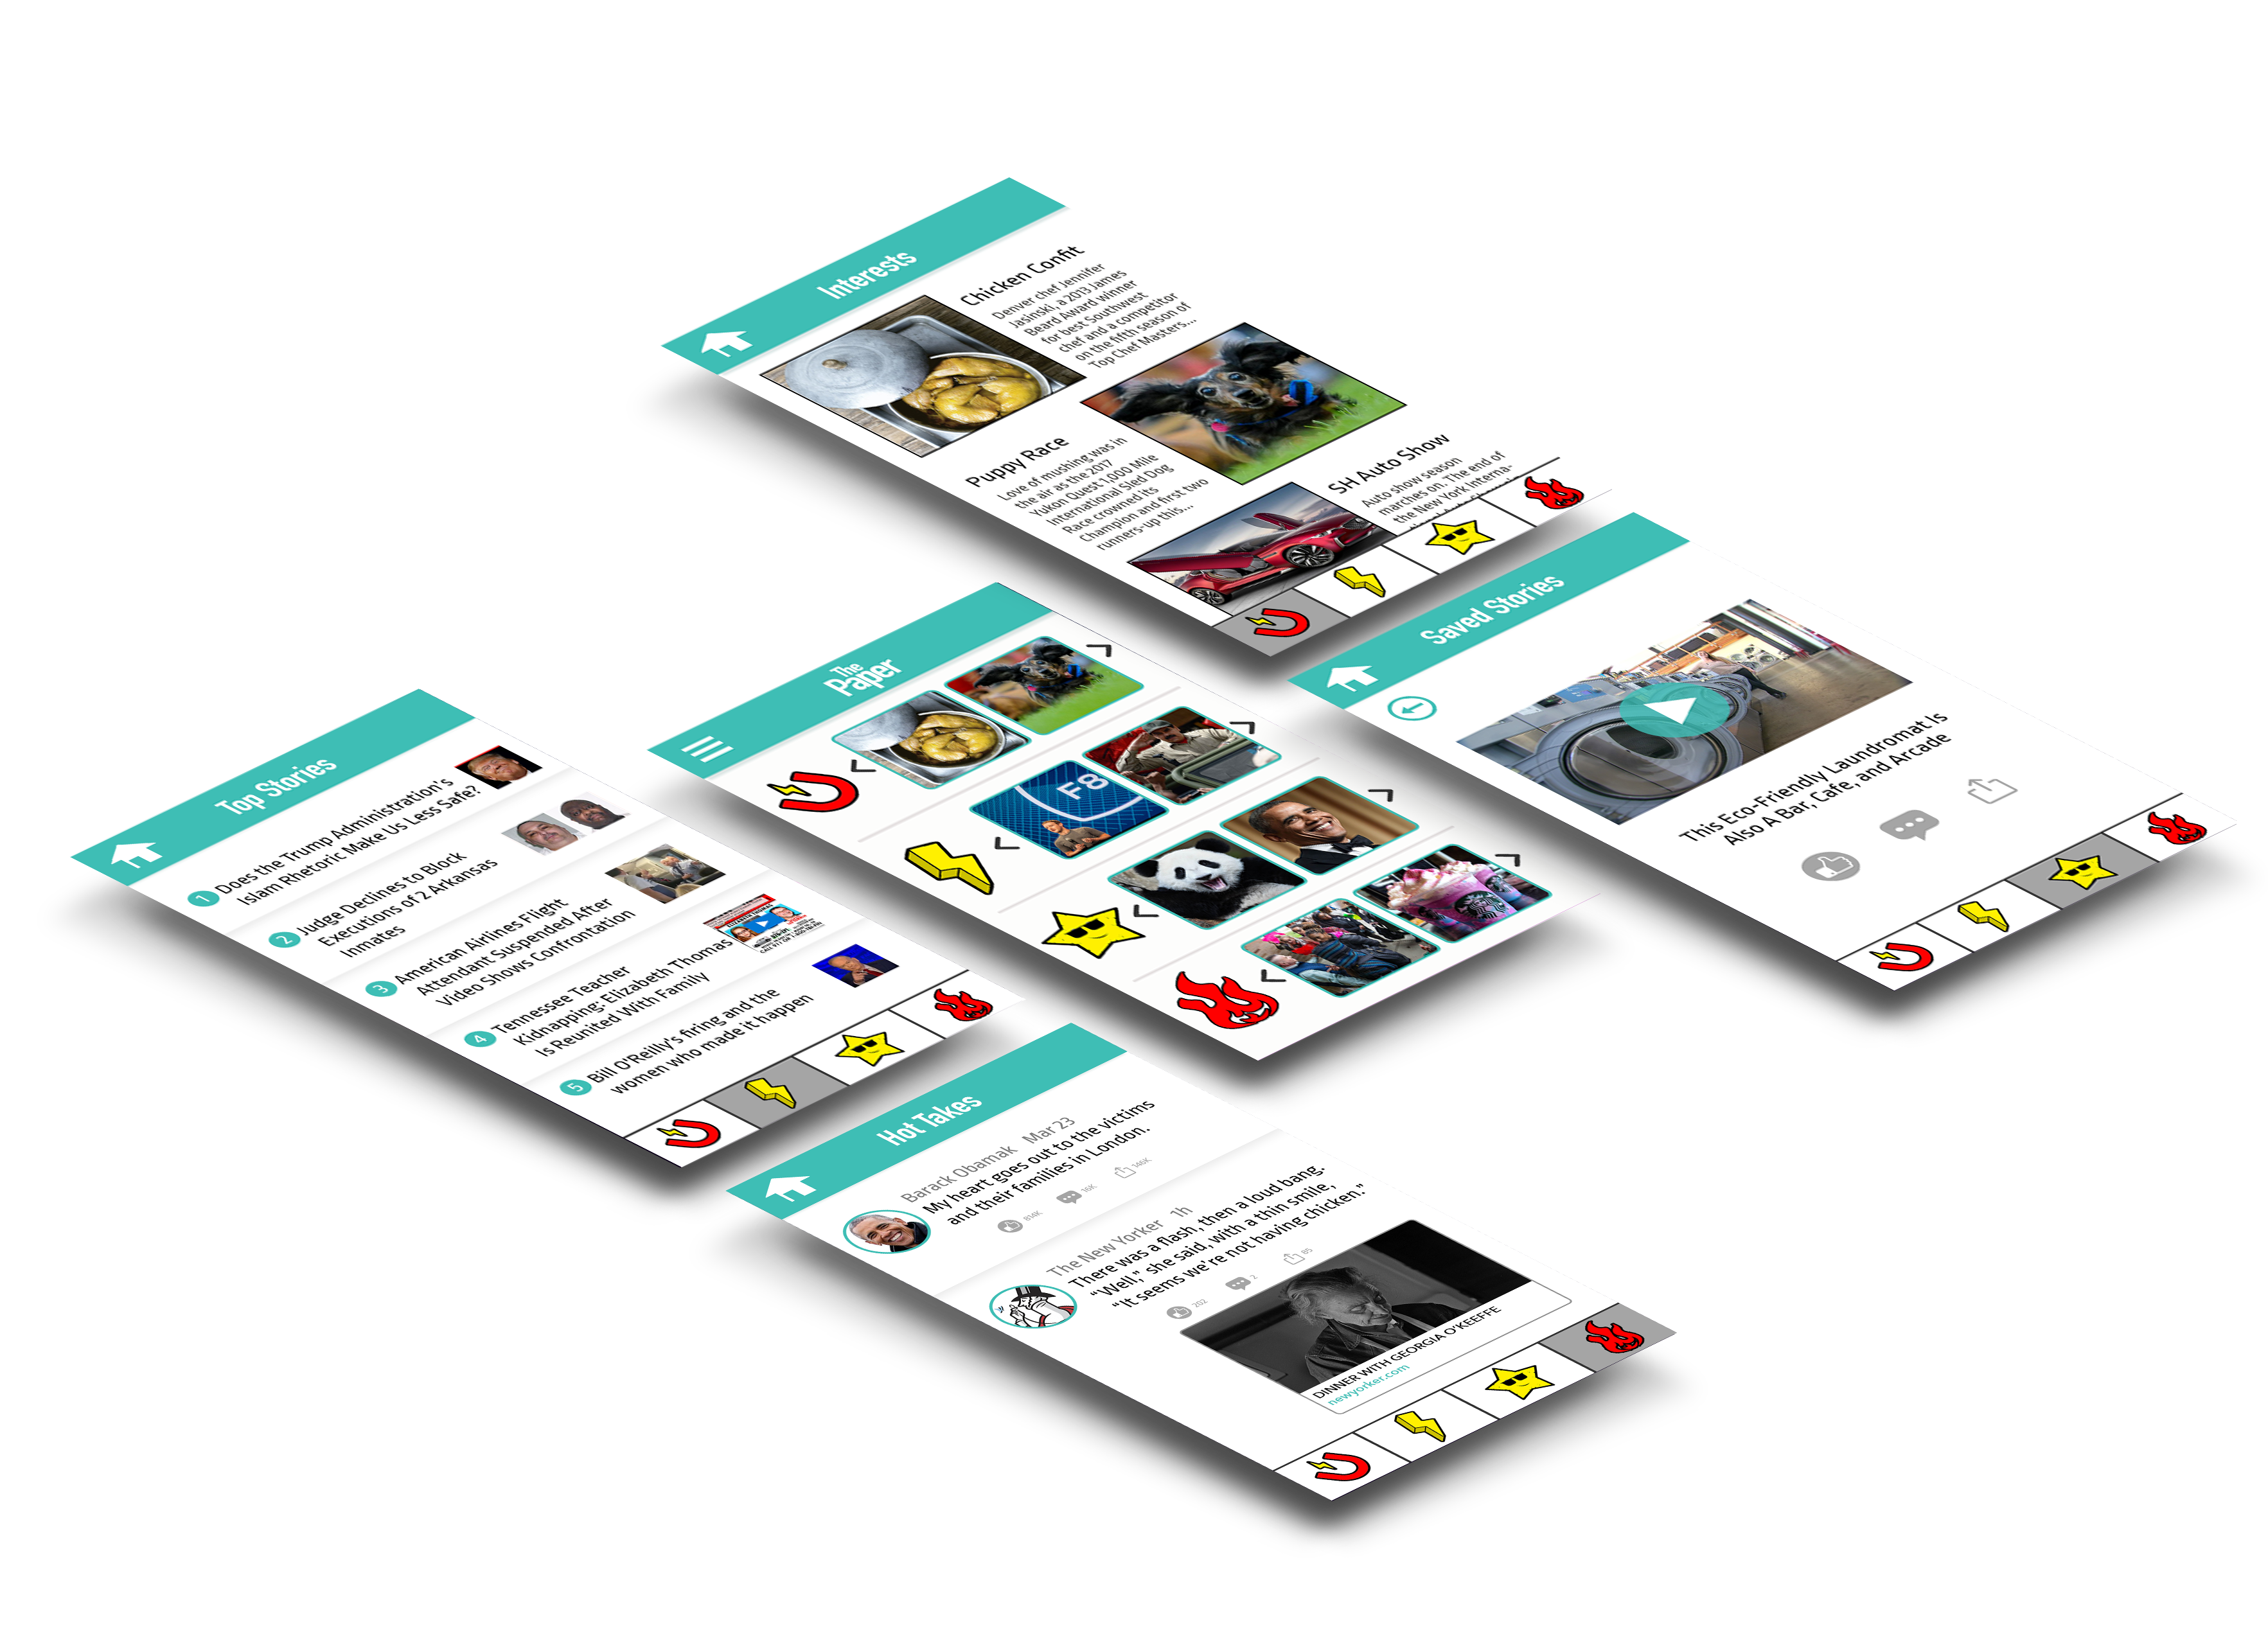 Interests
Chicken Confit
Denver chef Jennifer
Jasinski, a 2013 James
Beard Award winner
for best Southwest
chef and a competitor
on the fifth season of
Top Chef Masters...
Puppy Race
Love of mushing was in
the air as the 2017
Yukon Quest 1,000 Mile
International Sled Dog
Race crowned its
Champion and first two
runners-up this...
SH Auto Show
Auto show season
marches on. The end of
the New York Interna-
Saved Stories
This Eco-Friendly Laundromat Is
Also A Bar, Cafe, and Arcade
The
Paper
F8
Top Stories
1 Does the Trump Administration's
Islam Rhetoric Make Us Less Safe?
2 Judge Declines to Block
Executions of 2 Arkansas
Inmates
3 American Airlines Flight
Attendant Suspended After
Video Shows Confrontation
4 Tennessee Teacher
Kidnapping: Elizabeth Thomas
Is Reunited With Family
5 Bill O'Reilly's firing and the
women who made it happen
Hot Takes
Barack Obamak Mar 23
My heart goes out to the victims
and their families in London.
814K 16K 146K
The New Yorker 1h
There was a flash, then a loud bang.
“Well,” she said, with a thin smile,
“It seems we're not having chicken.”
202 2 85
DINNER WITH GEORGIA O'KEEFFE
newyorker.com